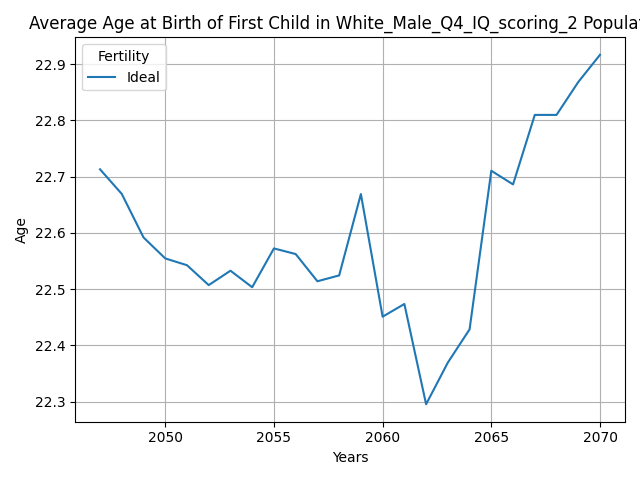 Average Age at Birth of First Child in White_Male_Q4_IQ_scoring_2 Populat
Fertility
Ideal
22.9
22.8
22.7
22.6
22.5
22.4
22.3
Age
2050 2055 2060 2065 2070
Years